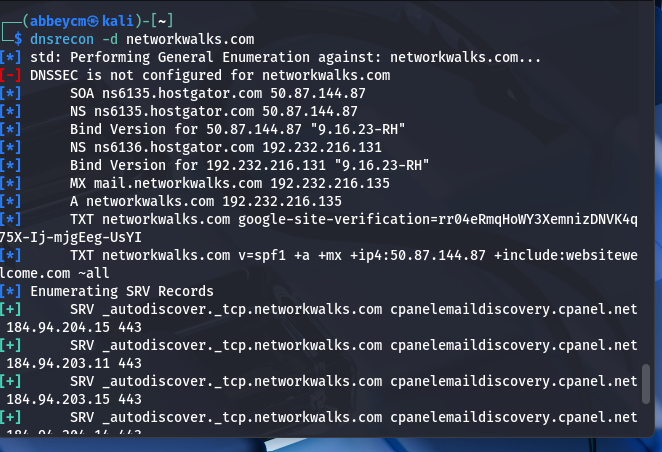 ┌──(abbeycm㉿kali)-[~]
└─$ dnsrecon -d networkwalks.com
[*] std: Performing General Enumeration against: networkwalks.com...
[-] DNSSEC is not configured for networkwalks.com
[*] SOA ns6135.hostgator.com 50.87.144.87
[*] NS ns6135.hostgator.com 50.87.144.87
[*] Bind Version for 50.87.144.87 "9.16.23-RH"
[*] NS ns6136.hostgator.com 192.232.216.131
[*] Bind Version for 192.232.216.131 "9.16.23-RH"
[*] MX mail.networkwalks.com 192.232.216.135
[*] A networkwalks.com 192.232.216.135
[*] TXT networkwalks.com google-site-verification=rr04eRmqHoWY3XemnizDNVK4q
75X-Ij-mjgEeg-UsYI
[*] TXT networkwalks.com v=spf1 +a +mx +ip4:50.87.144.87 +include:websitewe
lcome.com ~all
[*] Enumerating SRV Records
[+] SRV _autodiscover._tcp.networkwalks.com cpanelemaildiscovery.cpanel.net
184.94.204.15 443
[+] SRV _autodiscover._tcp.networkwalks.com cpanelemaildiscovery.cpanel.net
184.94.203.11 443
[+] SRV _autodiscover._tcp.networkwalks.com cpanelemaildiscovery.cpanel.net
184.94.203.15 443
[+] SRV _autodiscover._tcp.networkwalks.com cpanelemaildiscovery.cpanel.net